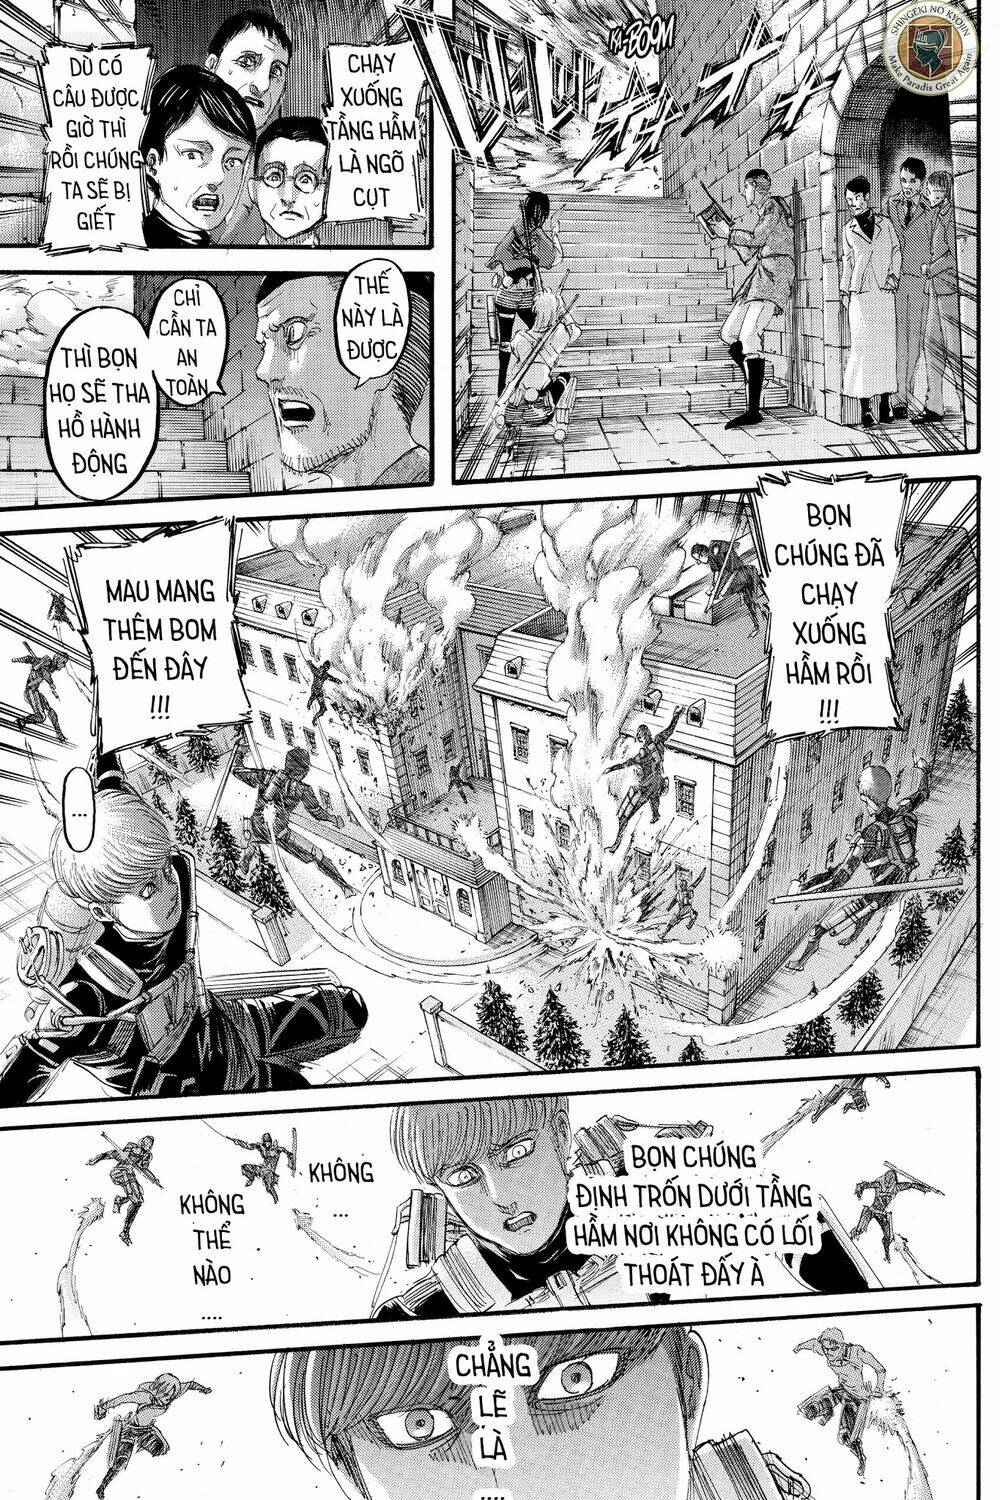 SHINGEKI NO KYOJIN
Make Paradis Great Again
KA-BOOM
CHẠY
XUỐNG
TẦNG HẦM
LÀ NGÕ
CỤT
DÙ CÓ
CẦU ĐƯỢC
GIỜ THÌ
RỒI CHÚNG
TA SẼ BỊ
GIẾT
THẾ
NÀY LÀ
ĐƯỢC
CHỈ
CẦN TA
AN
TOÀN
THÌ BỌN
HỌ SẼ THA
HỒ HÀNH
ĐỘNG
BỌN
CHÚNG ĐÃ
CHẠY
XUỐNG
HẦM RỒI
!!!
MAU MANG
THÊM BOM
ĐẾN ĐÂY
!!!
...
BỌN CHÚNG
ĐỊNH TRỐN DƯỚI TẦNG
HẦM NƠI KHÔNG CÓ LỐI
THOÁT ĐẤY À
KHÔNG
...
KHÔNG
THỂ
NÀO
....
CHẲNG
LẼ
LÀ
....